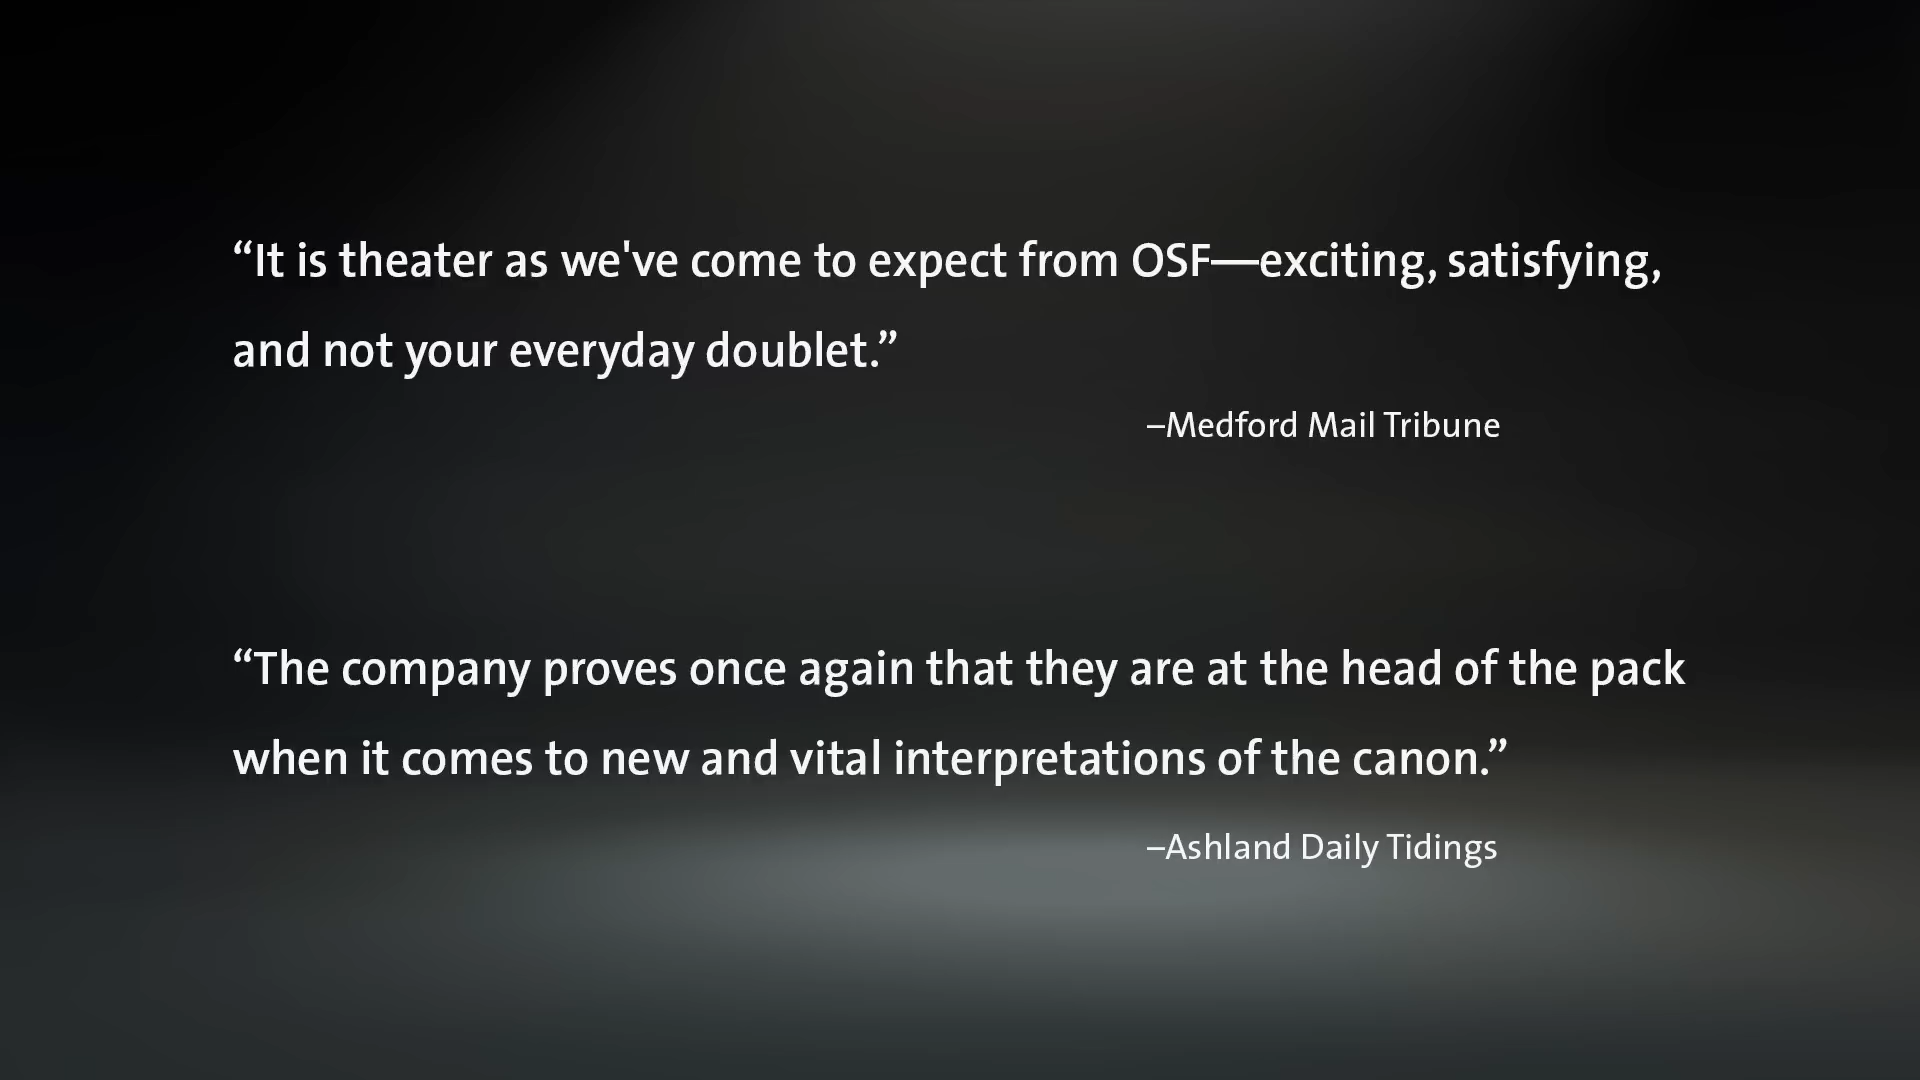 “It is theater as we've come to expect from OSF—exciting, satisfying,
and not your everyday doublet.”
–Medford Mail Tribune
“The company proves once again that they are at the head of the pack
when it comes to new and vital interpretations of the canon.”
–Ashland Daily Tidings